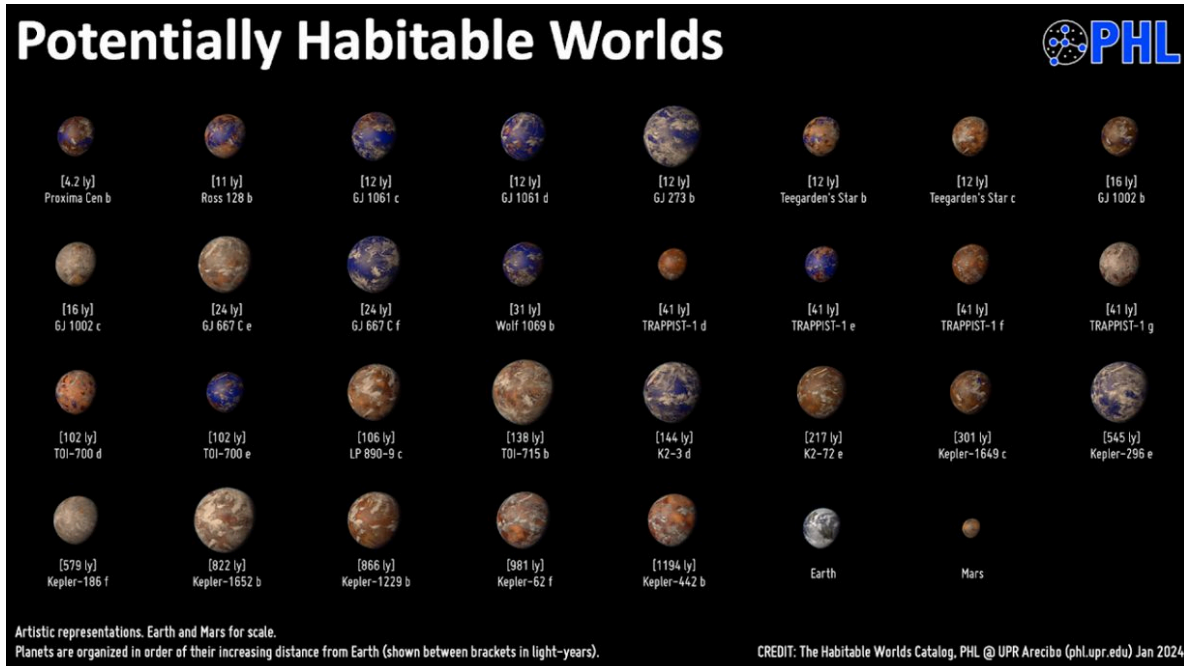 Potentially Habitable Worlds
PHL
[4.2 ly]
Proxima Cen b
[11 ly]
Ross 128 b
[12 ly]
GJ 1061 c
[12 ly]
GJ 1061 d
[12 ly]
GJ 273 b
[12 ly]
Teegarden's Star b
[12 ly]
Teegarden's Star c
[16 ly]
GJ 1002 b
[16 ly]
GJ 1002 c
[24 ly]
GJ 667 C e
[24 ly]
GJ 667 C f
[31 ly]
Wolf 1069 b
[41 ly]
TRAPPIST-1 d
[41 ly]
TRAPPIST-1 e
[41 ly]
TRAPPIST-1 f
[41 ly]
TRAPPIST-1 g
[102 ly]
TOI-700 d
[102 ly]
TOI-700 e
[106 ly]
LP 890-9 c
[138 ly]
TOI-715 b
[144 ly]
K2-3 d
[217 ly]
K2-72 e
[301 ly]
Kepler-1649 c
[545 ly]
Kepler-296 e
[579 ly]
Kepler-186 f
[822 ly]
Kepler-1652 b
[866 ly]
Kepler-1229 b
[981 ly]
Kepler-62 f
[1194 ly]
Kepler-442 b
Earth
Mars
Artistic representations. Earth and Mars for scale.
Planets are organized in order of their increasing distance from Earth (shown between brackets in light-years).
CREDIT: The Habitable Worlds Catalog, PHL @ UPR Arecibo (phl.upr.edu) Jan 2024